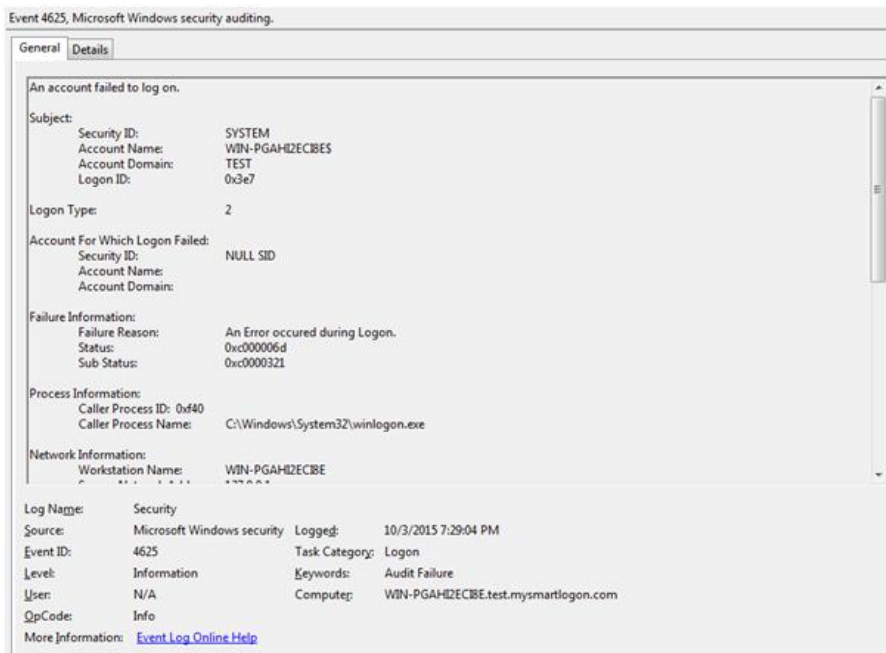 Event 4625, Microsoft Windows security auditing.
General Details
An account failed to log on.
Subject:
Security ID: SYSTEM
Account Name: WIN-PGAHI2ECI8E$
Account Domain: TEST
Logon ID: 0x3e7
Logon Type: 2
Account For Which Logon Failed:
Security ID: NULL SID
Account Name:
Account Domain:
Failure Information:
Failure Reason: An Error occured during Logon.
Status: 0xc000006d
Sub Status: 0xc0000321
Process Information:
Caller Process ID: 0xf40
Caller Process Name: C:\Windows\System32\winlogon.exe
Network Information:
Workstation Name: WIN-PGAHI2ECI8E
Log Name: Security
Source: Microsoft Windows security Logged: 10/3/2015 7:29:04 PM
Event ID: 4625 Task Category: Logon
Level: Information Keywords: Audit Failure
User: N/A Computer: WIN-PGAHI2ECI8E.test.mysmartlogon.com
OpCode: Info
More Information: Event Log Online Help